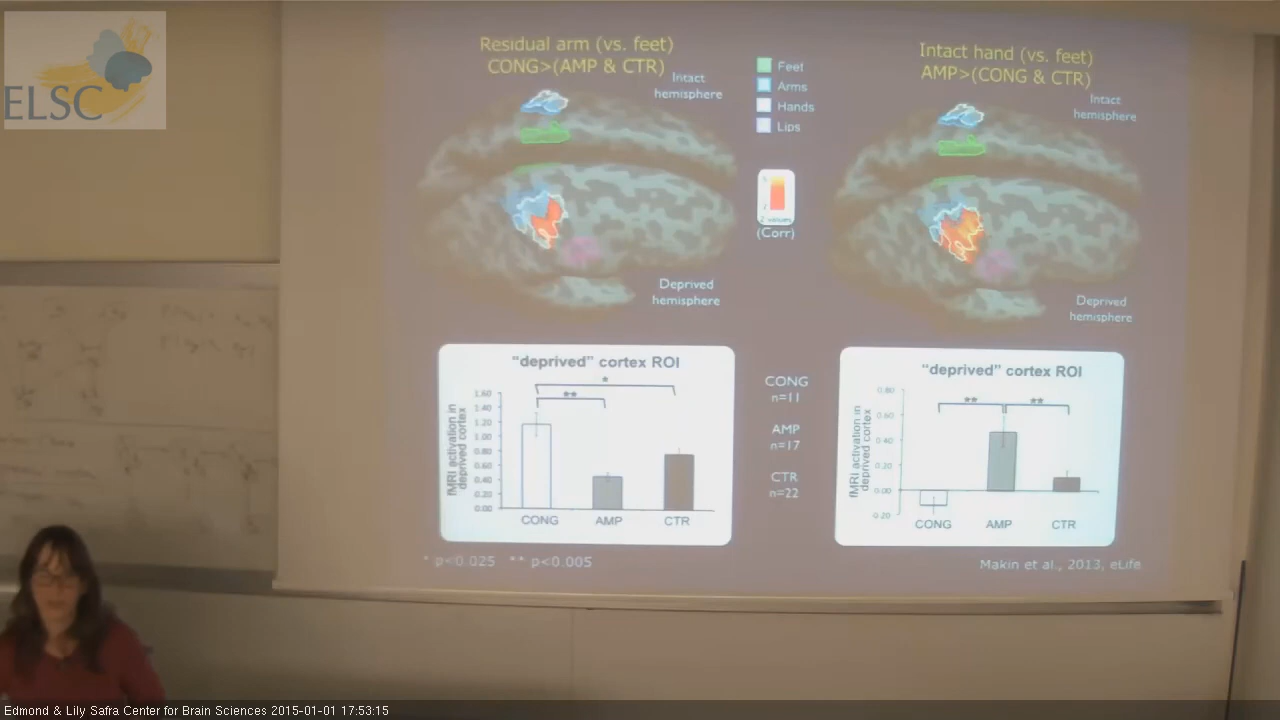 ELSC
Residual arm (vs. feet)
CONG>(AMP & CTR)
Intact
hemisphere
Feet
Arms
Hands
Lips
Intact hand (vs. feet)
AMP>(CONG & CTR)
Intact
hemisphere
(Corr)
Deprived
hemisphere
Deprived
hemisphere
"deprived" cortex ROI
*
**
fMRI activation in
deprived cortex
1.60
1.40
1.20
1.00
0.80
0.60
0.40
0.20
0.00
CONG AMP CTR
CONG
n=11
AMP
n=17
CTR
n=22
"deprived" cortex ROI
** **
fMRI activation in
deprived cortex
0.80
0.60
0.40
0.20
0.00
-0.20
CONG AMP CTR
* p<0.025 ** p<0.005
Makin et al., 2013, eLife
Edmond & Lily Safra Center for Brain Sciences 2015-01-01 17:53:15